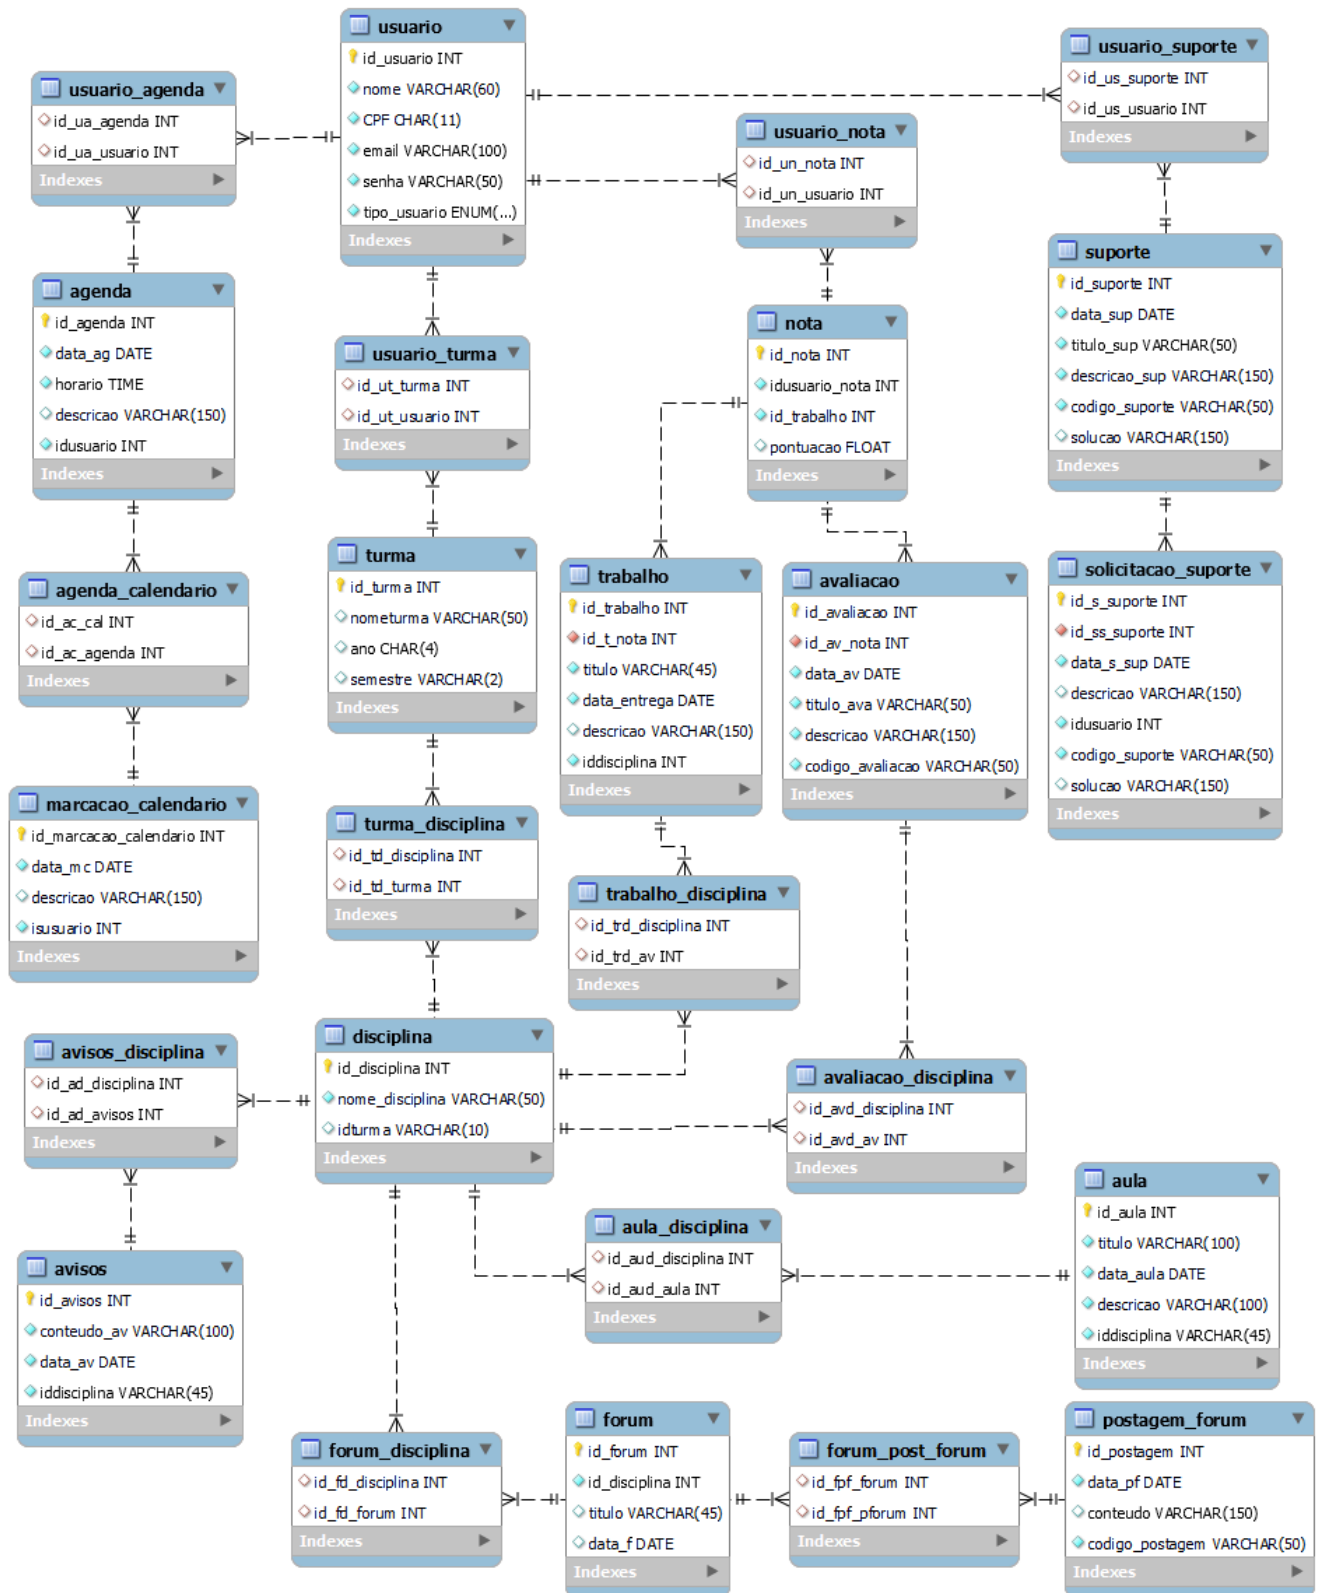 usuario
id_usuario INT
nome VARCHAR(60)
CPF CHAR(11)
email VARCHAR(100)
senha VARCHAR(50)
tipo_usuario ENUM(...)
Indexes
usuario_suporte
id_us_suporte INT
id_us_usuario INT
Indexes
usuario_agenda
id_ua_agenda INT
id_ua_usuario INT
Indexes
usuario_nota
id_un_nota INT
id_un_usuario INT
Indexes
suporte
id_suporte INT
data_sup DATE
titulo_sup VARCHAR(50)
descricao_sup VARCHAR(150)
codigo_suporte VARCHAR(50)
solucao VARCHAR(150)
Indexes
agenda
id_agenda INT
data_ag DATE
horario TIME
descricao VARCHAR(150)
idusuario INT
Indexes
nota
id_nota INT
idusuario_nota INT
id_trabalho INT
pontuacao FLOAT
Indexes
usuario_turma
id_ut_turma INT
id_ut_usuario INT
Indexes
turma
id_turma INT
nometurma VARCHAR(50)
ano CHAR(4)
semestre VARCHAR(2)
Indexes
solicitacao_suporte
id_s_suporte INT
id_ss_suporte INT
data_s_sup DATE
descricao VARCHAR(150)
idusuario INT
codigo_suporte VARCHAR(50)
solucao VARCHAR(150)
Indexes
trabalho
id_trabalho INT
id_t_nota INT
titulo VARCHAR(45)
data_entrega DATE
descricao VARCHAR(150)
iddisciplina INT
Indexes
avaliacao
id_avaliacao INT
id_av_nota INT
data_av DATE
titulo_ava VARCHAR(50)
descricao VARCHAR(150)
codigo_avaliacao VARCHAR(50)
Indexes
agenda_calendario
id_ac_cal INT
id_ac_agenda INT
Indexes
marcacao_calendario
id_marcacao_calendario INT
data_mc DATE
descricao VARCHAR(150)
isusuario INT
Indexes
turma_disciplina
id_td_disciplina INT
id_td_turma INT
Indexes
trabalho_disciplina
id_trd_disciplina INT
id_trd_av INT
Indexes
disciplina
id_disciplina INT
nome_disciplina VARCHAR(50)
idturma VARCHAR(10)
Indexes
avisos_disciplina
id_ad_disciplina INT
id_ad_avisos INT
Indexes
avaliacao_disciplina
id_avd_disciplina INT
id_avd_av INT
Indexes
aula
id_aula INT
titulo VARCHAR(100)
data_aula DATE
descricao VARCHAR(100)
iddisciplina VARCHAR(45)
Indexes
aula_disciplina
id_aud_disciplina INT
id_aud_aula INT
Indexes
avisos
id_avisos INT
conteudo_av VARCHAR(100)
data_av DATE
iddisciplina VARCHAR(45)
Indexes
forum_disciplina
id_fd_disciplina INT
id_fd_forum INT
Indexes
forum
id_forum INT
id_disciplina INT
titulo VARCHAR(45)
data_f DATE
Indexes
forum_post_forum
id_fpf_forum INT
id_fpf_pforum INT
Indexes
postagem_forum
id_postagem INT
data_pf DATE
conteudo VARCHAR(150)
codigo_postagem VARCHAR(50)
Indexes